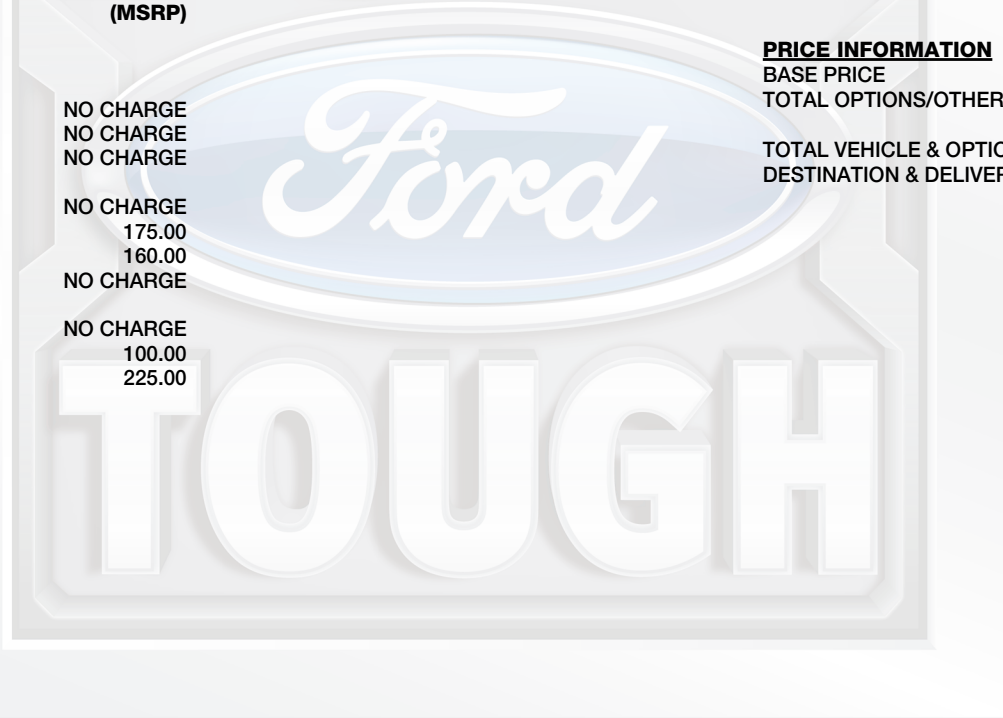 (MSRP)
NO CHARGE
NO CHARGE
NO CHARGE
NO CHARGE
175.00
160.00
NO CHARGE
NO CHARGE
100.00
225.00
PRICE INFORMATION
BASE PRICE
TOTAL OPTIONS/OTHER
TOTAL VEHICLE & OPTIO
DESTINATION & DELIVER
Ford
TOUGH